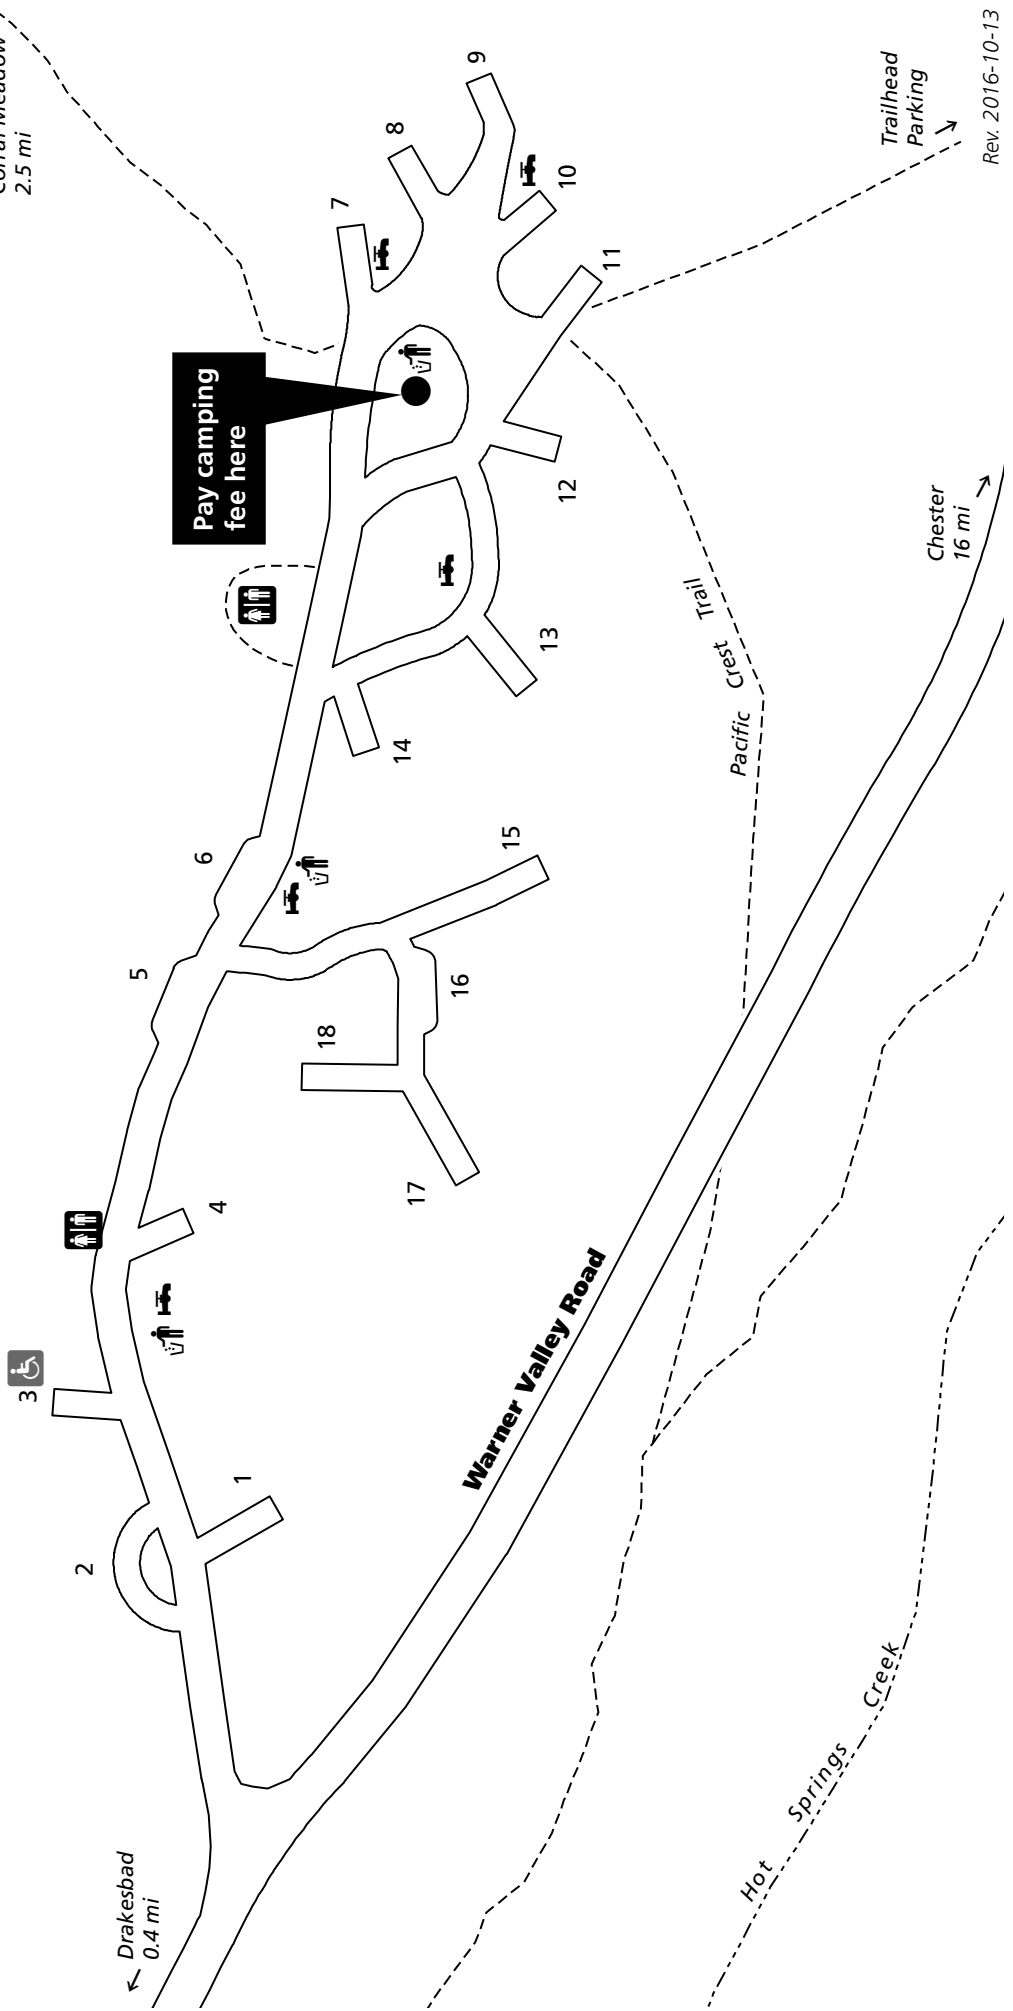 Corral Meadow
2.5 mi
Drakesbad
0.4 mi
Pay camping
fee here
1
2
3
4
5
6
7
8
9
10
11
12
13
14
15
16
17
18
Warner Valley Road
Pacific Crest Trail
Hot Springs Creek
Chester
16 mi
Trailhead
Parking
Rev. 2016-10-13